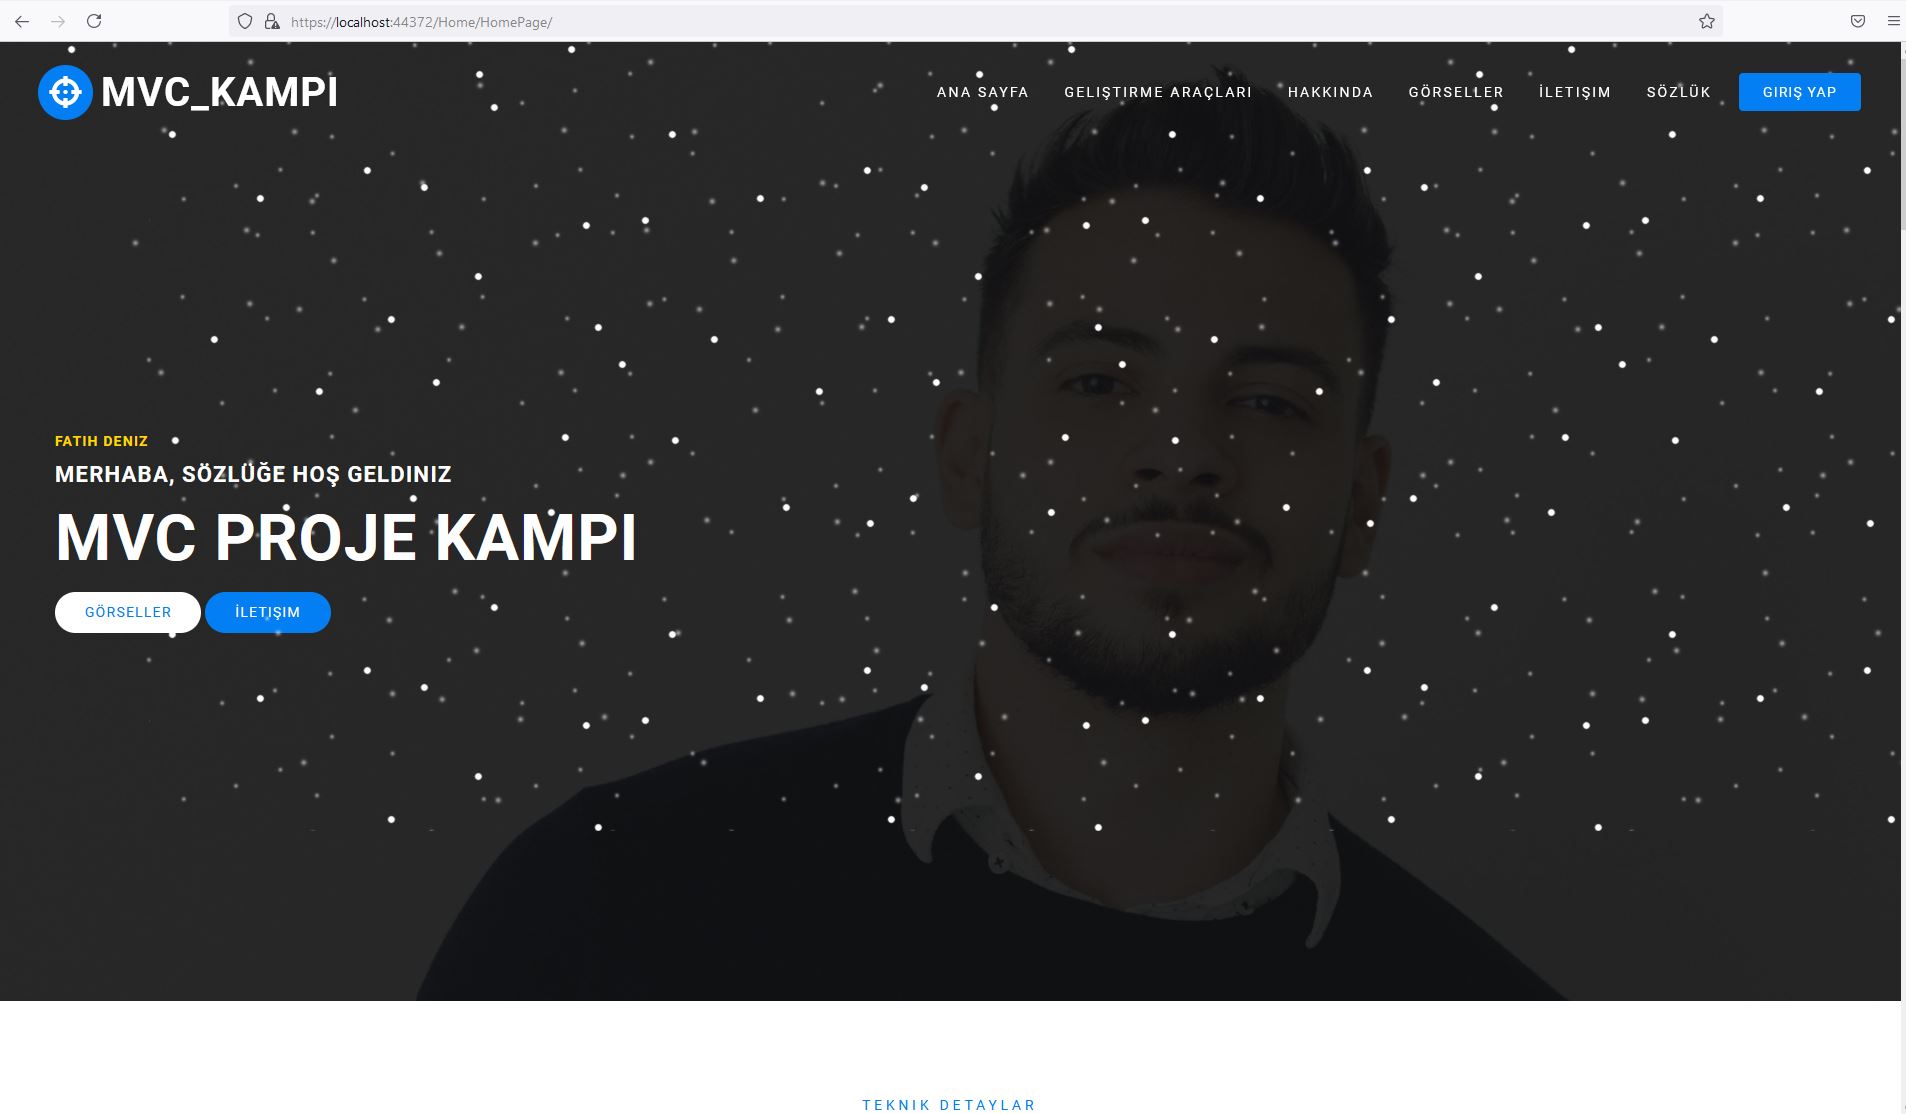 https://localhost:44372/Home/HomePage/
MVC_KAMPI
ANA SAYFA
GELIŞTIRME ARAÇLARI
HAKKINDA
GÖRSELLER
İLETIŞIM
SÖZLÜK
GIRIŞ YAP
FATIH DENIZ
MERHABA, SÖZLÜĞE HOŞ GELDINIZ
MVC PROJE KAMPI
GÖRSELLER
İLETIŞIM
TEKNIK DETAYLAR